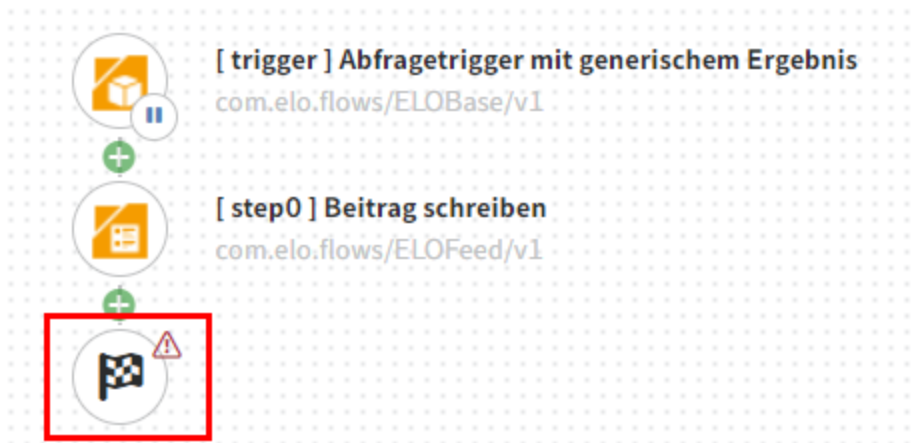 [ trigger ] Abfragetrigger mit generischem Ergebnis
com.elo.flows/ELOBase/v1
[ step0 ] Beitrag schreiben
com.elo.flows/ELOFeed/v1